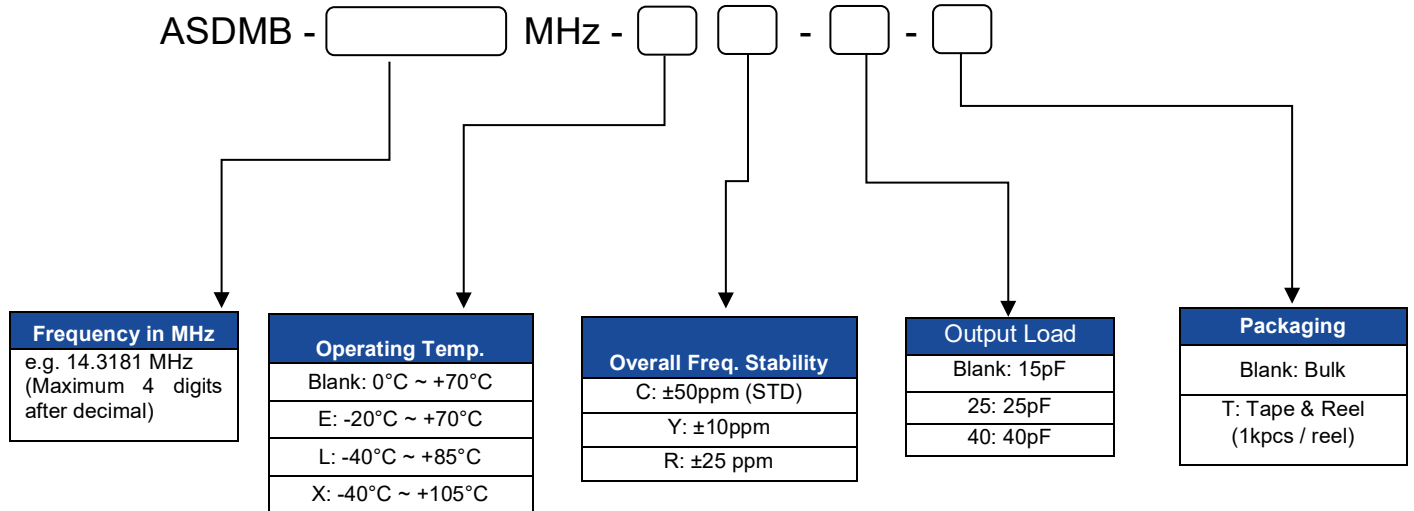 ASDMB - MHz - - -
Frequency in MHz
e.g. 14.3181 MHz
(Maximum 4 digits
after decimal)
Operating Temp.
Blank: 0°C ~ +70°C
E: -20°C ~ +70°C
L: -40°C ~ +85°C
X: -40°C ~ +105°C
Overall Freq. Stability
C: ±50ppm (STD)
Y: ±10ppm
R: ±25 ppm
Output Load
Blank: 15pF
25: 25pF
40: 40pF
Packaging
Blank: Bulk
T: Tape & Reel
(1kpcs / reel)